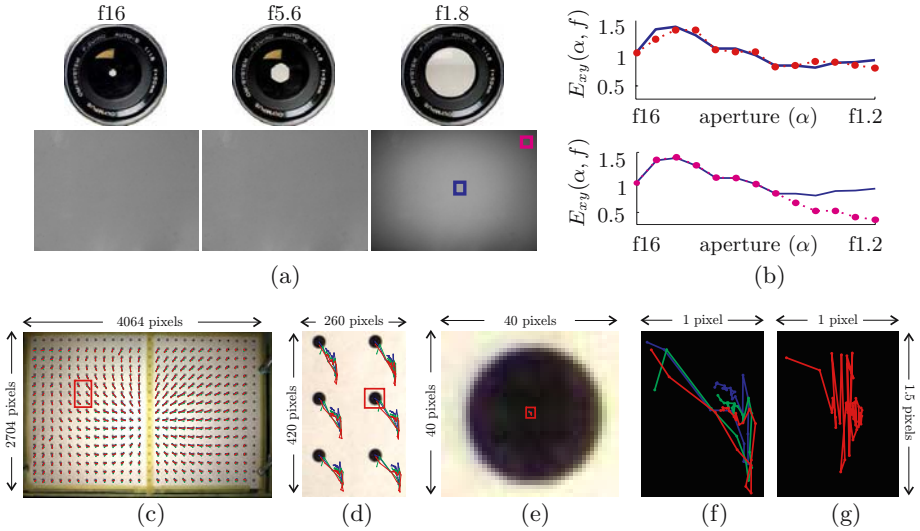 f16 f5.6 f1.8
(a)
E_xy(α, f)
1.5
1
0.5
f16 aperture (α) f1.2
E_xy(α, f)
1
1.5
f16 aperture (α) f1.2
(b)
4064 pixels
2704 pixels
(c)
260 pixels
420 pixels
(d)
40 pixels
40 pixels
(e)
1 pixel
(f)
1 pixel
1.5 pixels
(g)